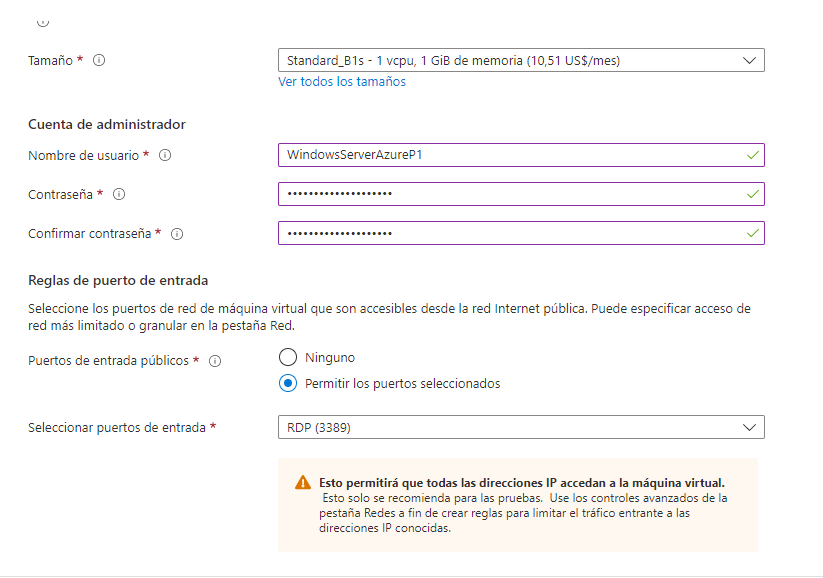 Tamaño * Standard_B1s - 1 vcpu, 1 GiB de memoria (10,51 US$/mes)
Ver todos los tamaños
Cuenta de administrador
Nombre de usuario * WindowsServerAzureP1
Contraseña * ••••••••••••••••••••
Confirmar contraseña * ••••••••••••••••••••
Reglas de puerto de entrada
Seleccione los puertos de red de máquina virtual que son accesibles desde la red Internet pública. Puede especificar acceso de
red más limitado o granular en la pestaña Red.
Puertos de entrada públicos * Ninguno
Permitir los puertos seleccionados
Seleccionar puertos de entrada * RDP (3389)
Esto permitirá que todas las direcciones IP accedan a la máquina virtual.
Esto solo se recomienda para las pruebas. Use los controles avanzados de la
pestaña Redes a fin de crear reglas para limitar el tráfico entrante a las
direcciones IP conocidas.